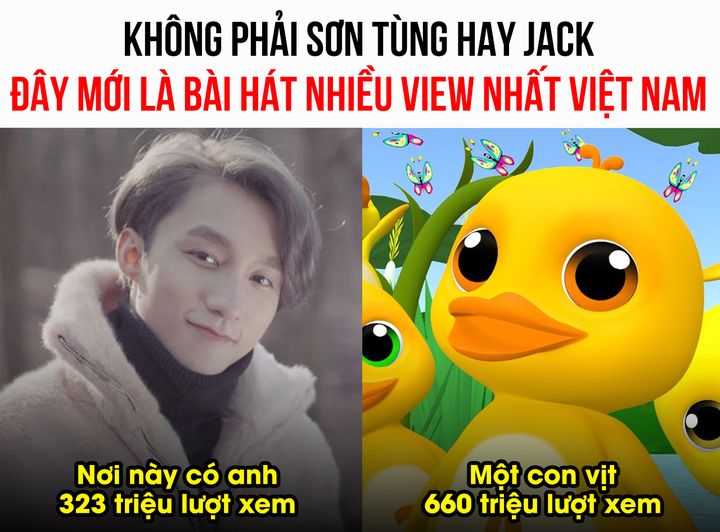 KHÔNG PHẢI SƠN TÙNG HAY JACK
ĐÂY MỚI LÀ BÀI HÁT NHIỀU VIEW NHẤT VIỆT NAM
Nơi này có anh
323 triệu lượt xem
Một con vịt
660 triệu lượt xem